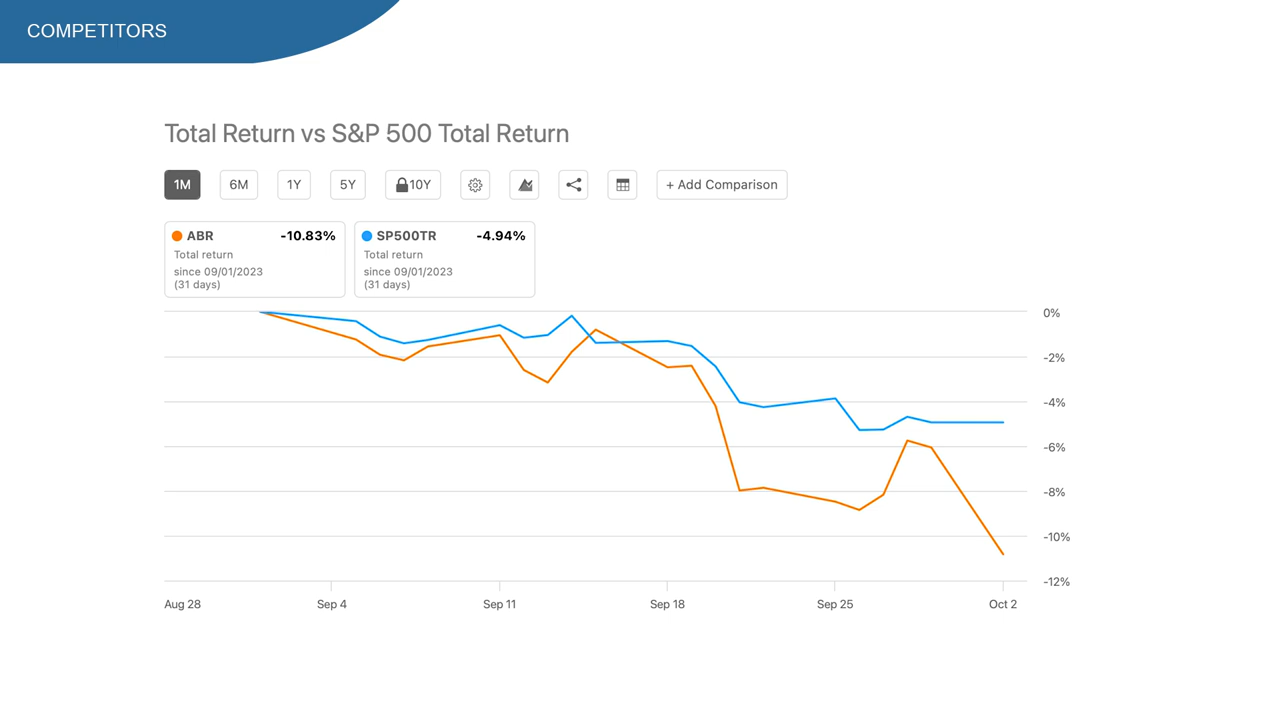 COMPETITORS
Total Return vs S&P 500 Total Return
1M 6M 1Y 5Y 10Y + Add Comparison
ABR -10.83%
Total return
since 09/01/2023
(31 days)
SP500TR -4.94%
Total return
since 09/01/2023
(31 days)
0%
-2%
-4%
-6%
-8%
-10%
-12%
Aug 28 Sep 4 Sep 11 Sep 18 Sep 25 Oct 2